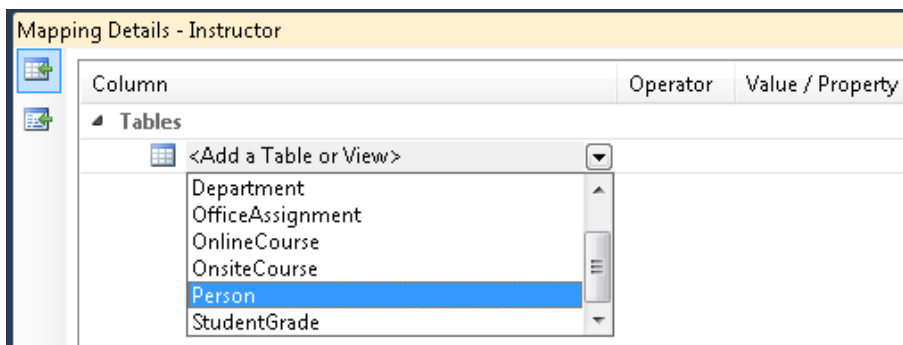 Mapping Details - Instructor
Column Operator Value / Property
Tables
<Add a Table or View>
Department
OfficeAssignment
OnlineCourse
OnsiteCourse
Person
StudentGrade